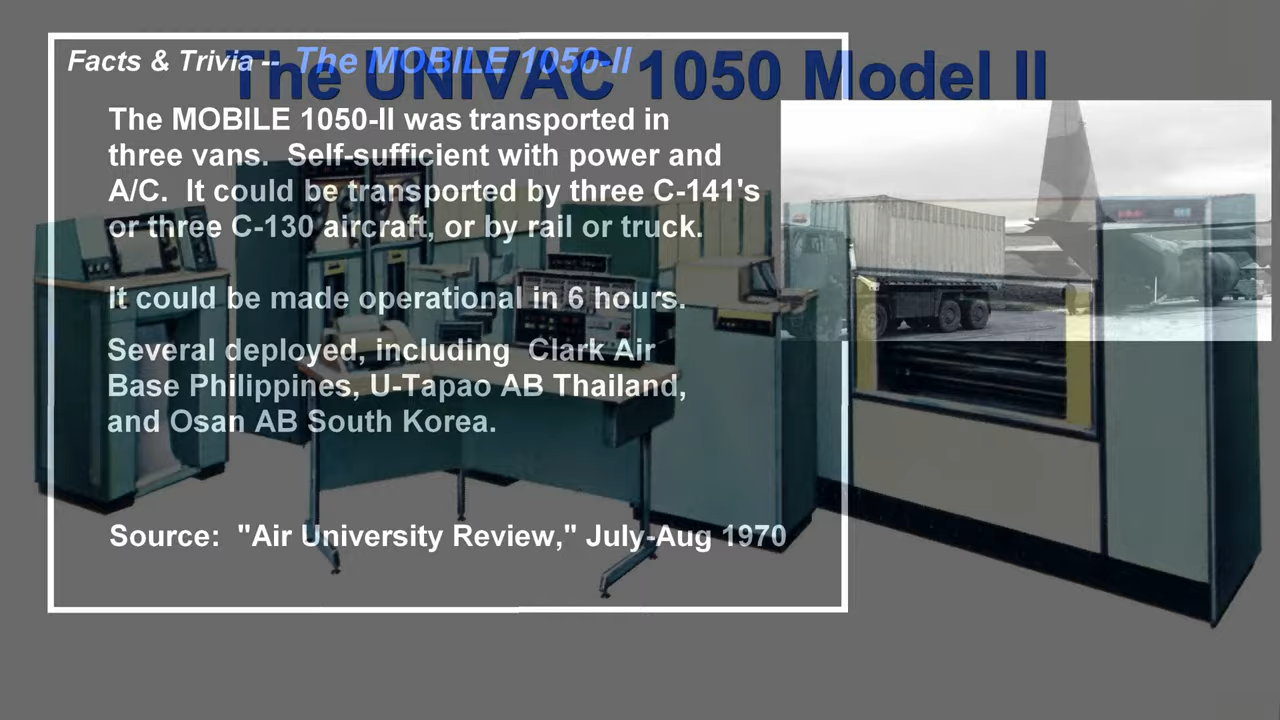 Facts & Trivia -- The MOBILE 1050-II
The UNIVAC 1050 Model II
The MOBILE 1050-II was transported in
three vans. Self-sufficient with power and
A/C. It could be transported by three C-141's
or three C-130 aircraft, or by rail or truck.
It could be made operational in 6 hours.
Several deployed, including Clark Air
Base Philippines, U-Tapao AB Thailand,
and Osan AB South Korea.
Source: "Air University Review," July-Aug 1970